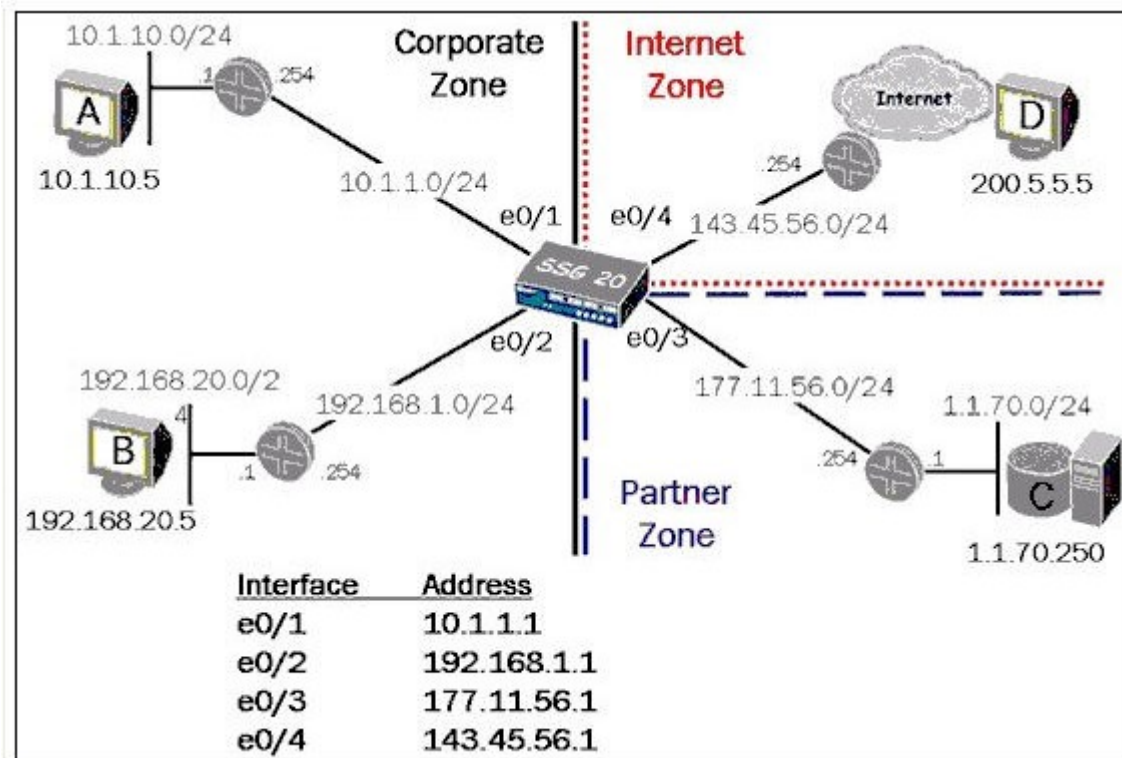 10.1.10.0/24
.1
.254
A
10.1.10.5
10.1.1.0/24
Corporate
Zone
Internet
Zone
Internet
D
.254
200.5.5.5
e0/1
e0/4
143.45.56.0/24
SSG 20
e0/2
e0/3
192.168.20.0/2
4
192.168.1.0/24
B
.1
.254
192.168.20.5
177.11.56.0/24
1.1.70.0/24
.254
.1
C
1.1.70.250
Partner
Zone
Interface Address
e0/1 10.1.1.1
e0/2 192.168.1.1
e0/3 177.11.56.1
e0/4 143.45.56.1